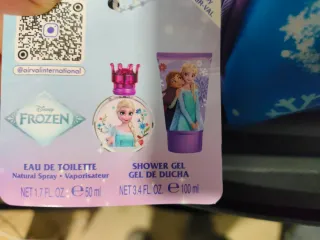 @airvalinternational
Disney
FROZEN
EAU DE TOILETTE
Natural Spray - Vaporisateur
NET 1.7 FL. OZ ℮ 50 ml
SHOWER GEL
GEL DE DUCHA
NET 3.4 FL. OZ ℮ 100 ml